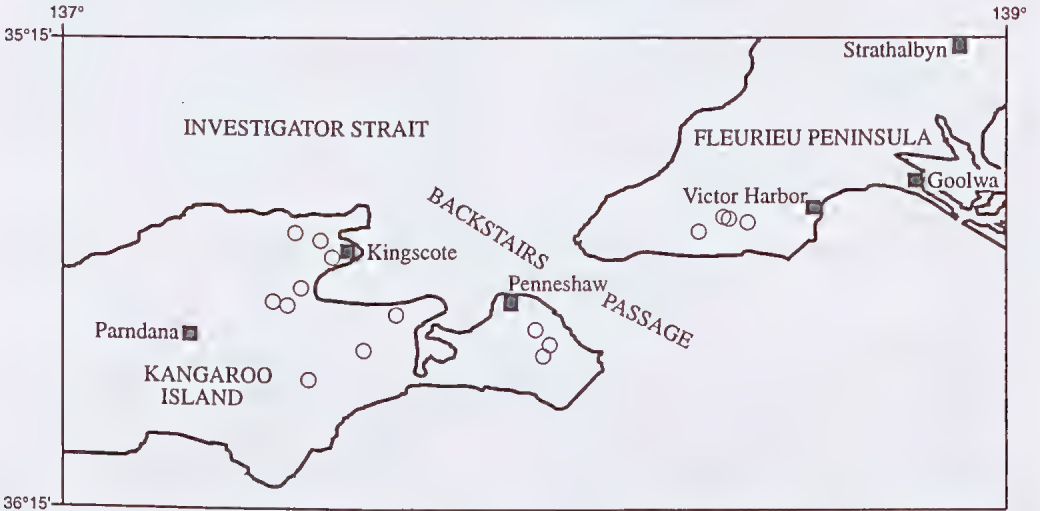 137°
139°
35°15'
Strathalbyn
INVESTIGATOR STRAIT
FLEURIEU PENINSULA
Goolwa
Victor Harbor
BACKSTAIRS
PASSAGE
Kingscote
Penneshaw
Parndana
KANGAROO
ISLAND
36°15'